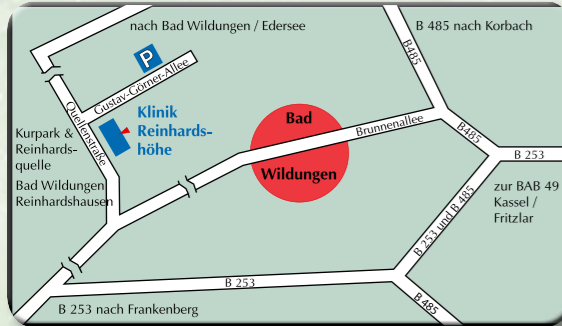 nach Bad Wildungen / Edersee
B 485 nach Korbach
P
B485
Gustav-Görner-Allee
Quellenstraße
Klinik
Reinhards-
höhe
Kurpark &
Reinhards-
quelle
Bad Wildungen
Reinhardshausen
Bad
Wildungen
Brunnenallee
B485
B 253
zur BAB 49
Kassel /
Fritzlar
B 253 und B 485
B 253
B 253 nach Frankenberg
B 485